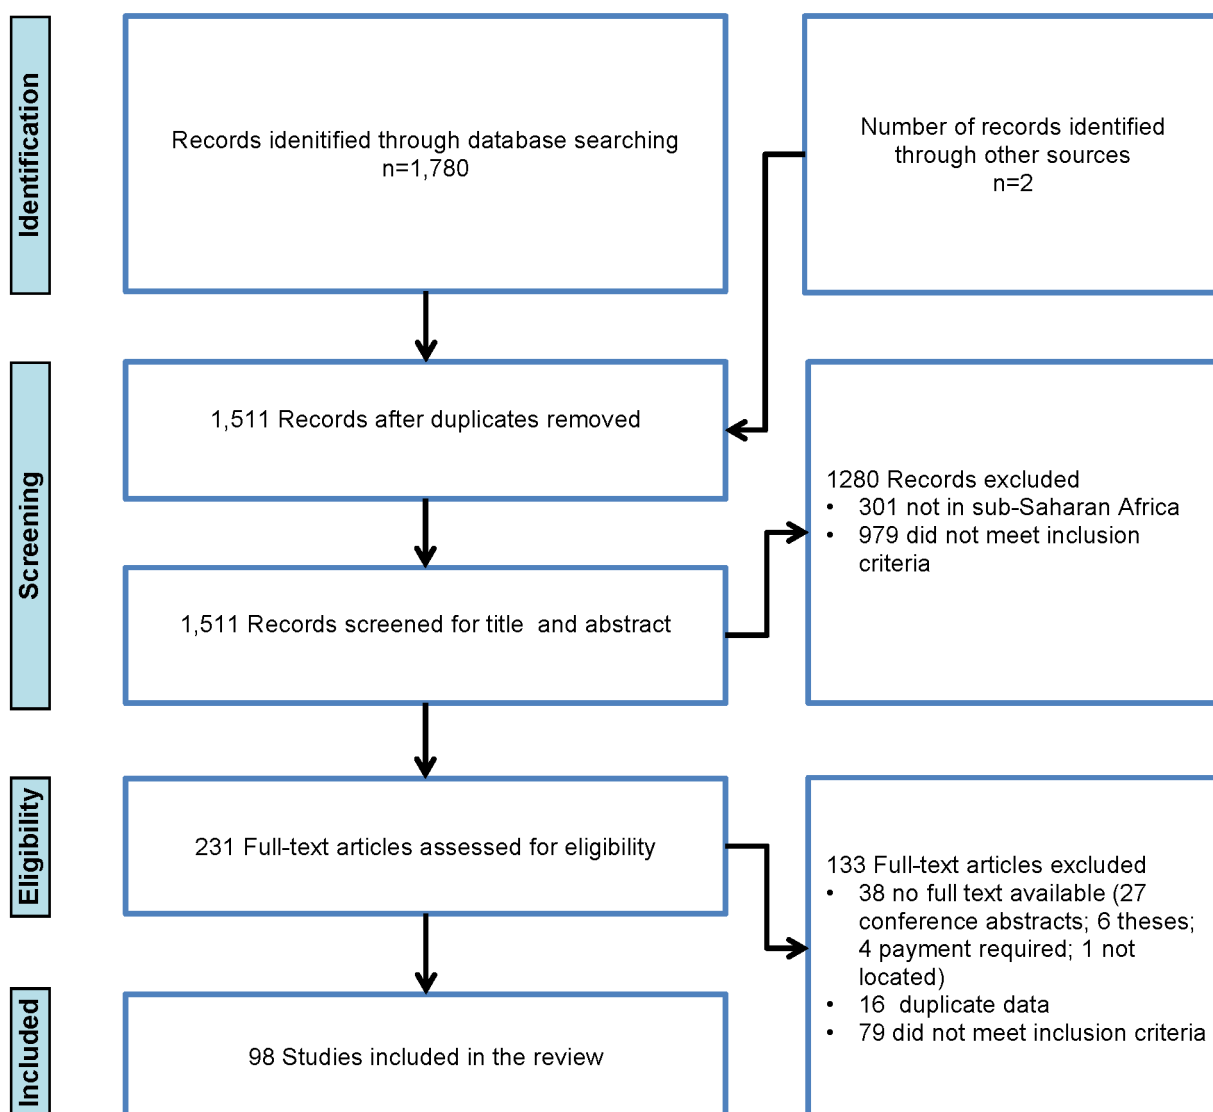 Identification
Records idenitified through database searching
n=1,780
Number of records identified
through other sources
n=2
Screening
1,511 Records after duplicates removed
1280 Records excluded
• 301 not in sub-Saharan Africa
• 979 did not meet inclusion
criteria
1,511 Records screened for title  and abstract
Eligibility
231 Full-text articles assessed for eligibility
133 Full-text articles excluded
• 38 no full text available (27
conference abstracts; 6 theses;
4 payment required; 1 not
located)
• 16  duplicate data
• 79 did not meet inclusion criteria
Included
98 Studies included in the review